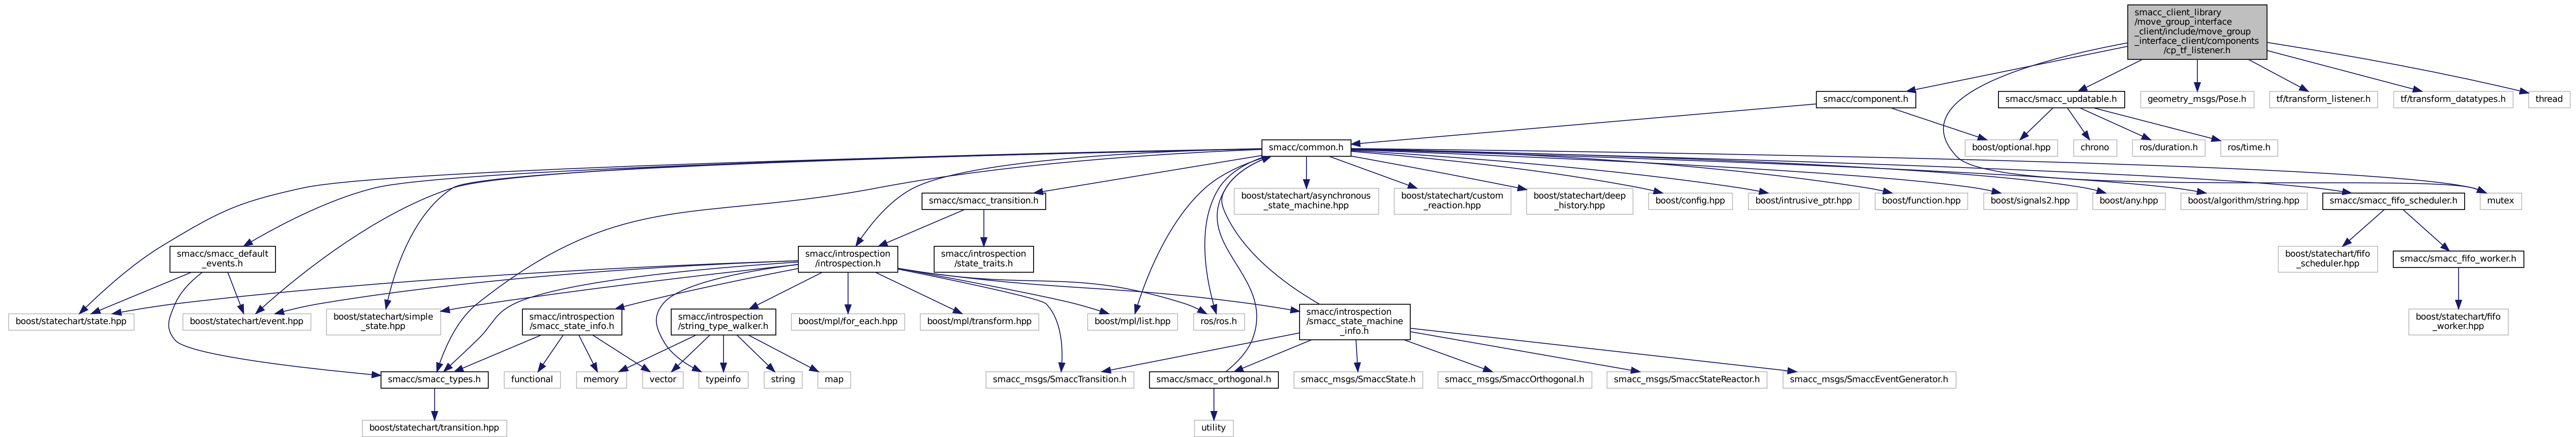 smacc_client_library
/move_group_interface
_client/include/move_group
_interface_client/components
/cp_tf_listener.h
smacc/component.h
smacc/smacc_updatable.h
geometry_msgs/Pose.h
tf/transform_listener.h
tf/transform_datatypes.h
thread
smacc/common.h
boost/optional.hpp
chrono
ros/duration.h
ros/time.h
smacc/smacc_transition.h
boost/statechart/asynchronous
_state_machine.hpp
boost/statechart/custom
_reaction.hpp
boost/statechart/deep
_history.hpp
boost/config.hpp
boost/intrusive_ptr.hpp
boost/function.hpp
boost/signals2.hpp
boost/any.hpp
boost/algorithm/string.hpp
smacc/smacc_fifo_scheduler.h
mutex
smacc/smacc_default
_events.h
smacc/introspection
/introspection.h
smacc/introspection
/state_traits.h
boost/statechart/fifo
_scheduler.hpp
smacc/smacc_fifo_worker.h
boost/statechart/state.hpp
boost/statechart/event.hpp
boost/statechart/simple
_state.hpp
smacc/introspection
/smacc_state_info.h
smacc/introspection
/string_type_walker.h
boost/mpl/for_each.hpp
boost/mpl/transform.hpp
boost/mpl/list.hpp
ros/ros.h
smacc/introspection
/smacc_state_machine
_info.h
boost/statechart/fifo
_worker.hpp
smacc/smacc_types.h
functional
memory
vector
typeinfo
string
map
smacc_msgs/SmaccTransition.h
smacc/smacc_orthogonal.h
smacc_msgs/SmaccState.h
smacc_msgs/SmaccOrthogonal.h
smacc_msgs/SmaccStateReactor.h
smacc_msgs/SmaccEventGenerator.h
boost/statechart/transition.hpp
utility